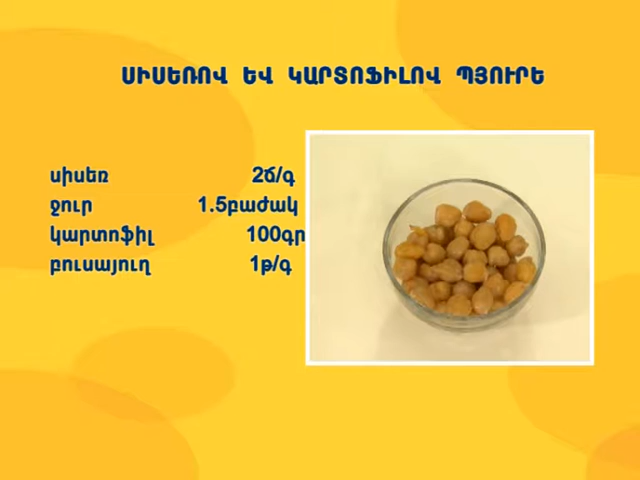 ՍԻՍԵՌՈՎ ԵՎ ԿԱՐՏՈՖԻԼՈՎ ՊՅՈՒՐԵ
սիսեռ 2ճ/գ
ջուր 1.5բաժակ
կարտոֆիլ 100գր
բուսայուղ 1թ/գ